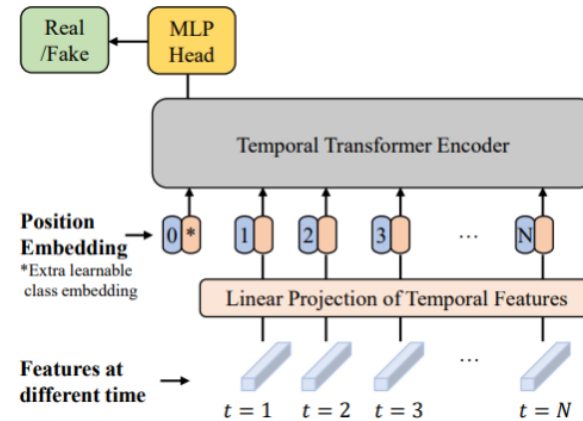 Real
/Fake
MLP
Head
Temporal Transformer Encoder
Position
Embedding
*Extra learnable
class embedding
0 * 1 2 3 ... N
Linear Projection of Temporal Features
Features at
different time
...
t = 1 t = 2 t = 3 t = N